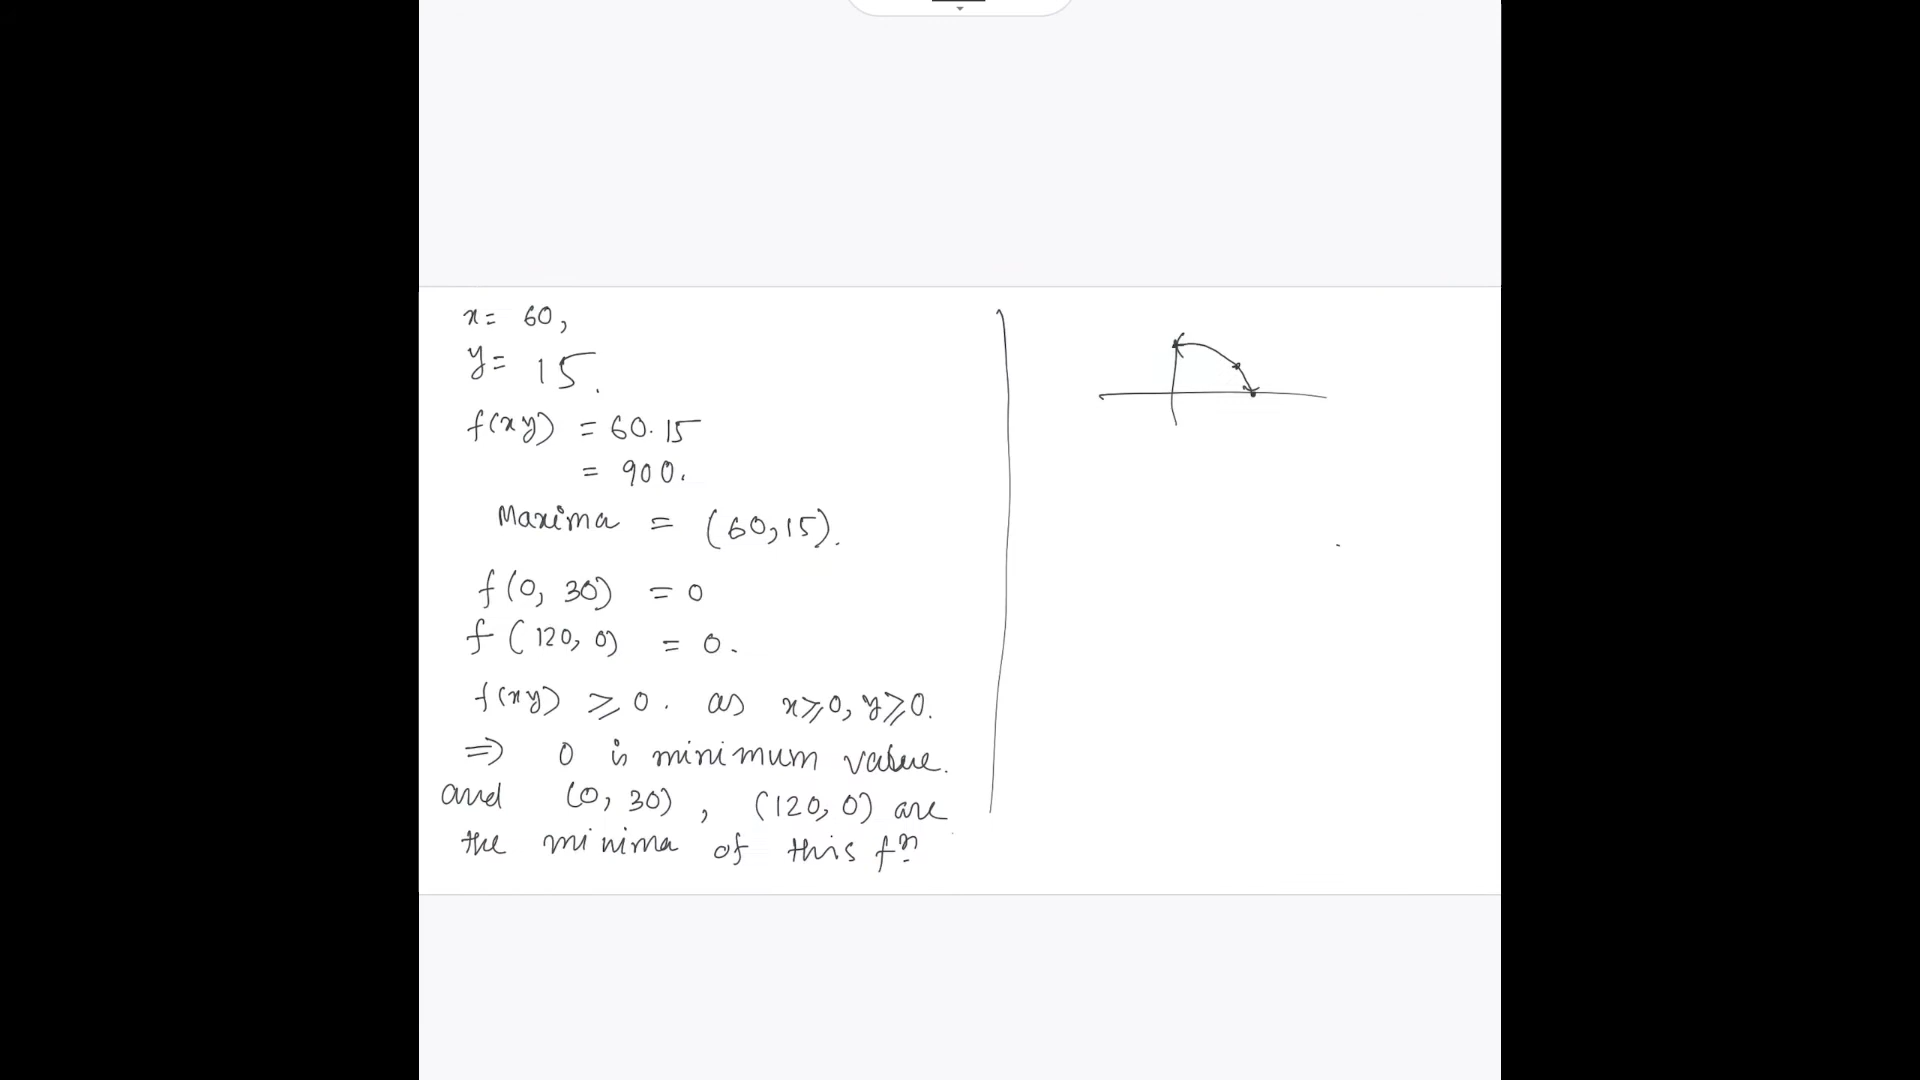 x = 60,
y = 15.
f(xy) = 60.15
= 900.
Maxima = (60,15).
f(0, 30) = 0
f(120, 0) = 0.
f(xy) ⩾ 0. as x⩾0, y⩾0.
⇒ 0 is minimum value.
and (0, 30), (120, 0) are
the minima of this fⁿ.